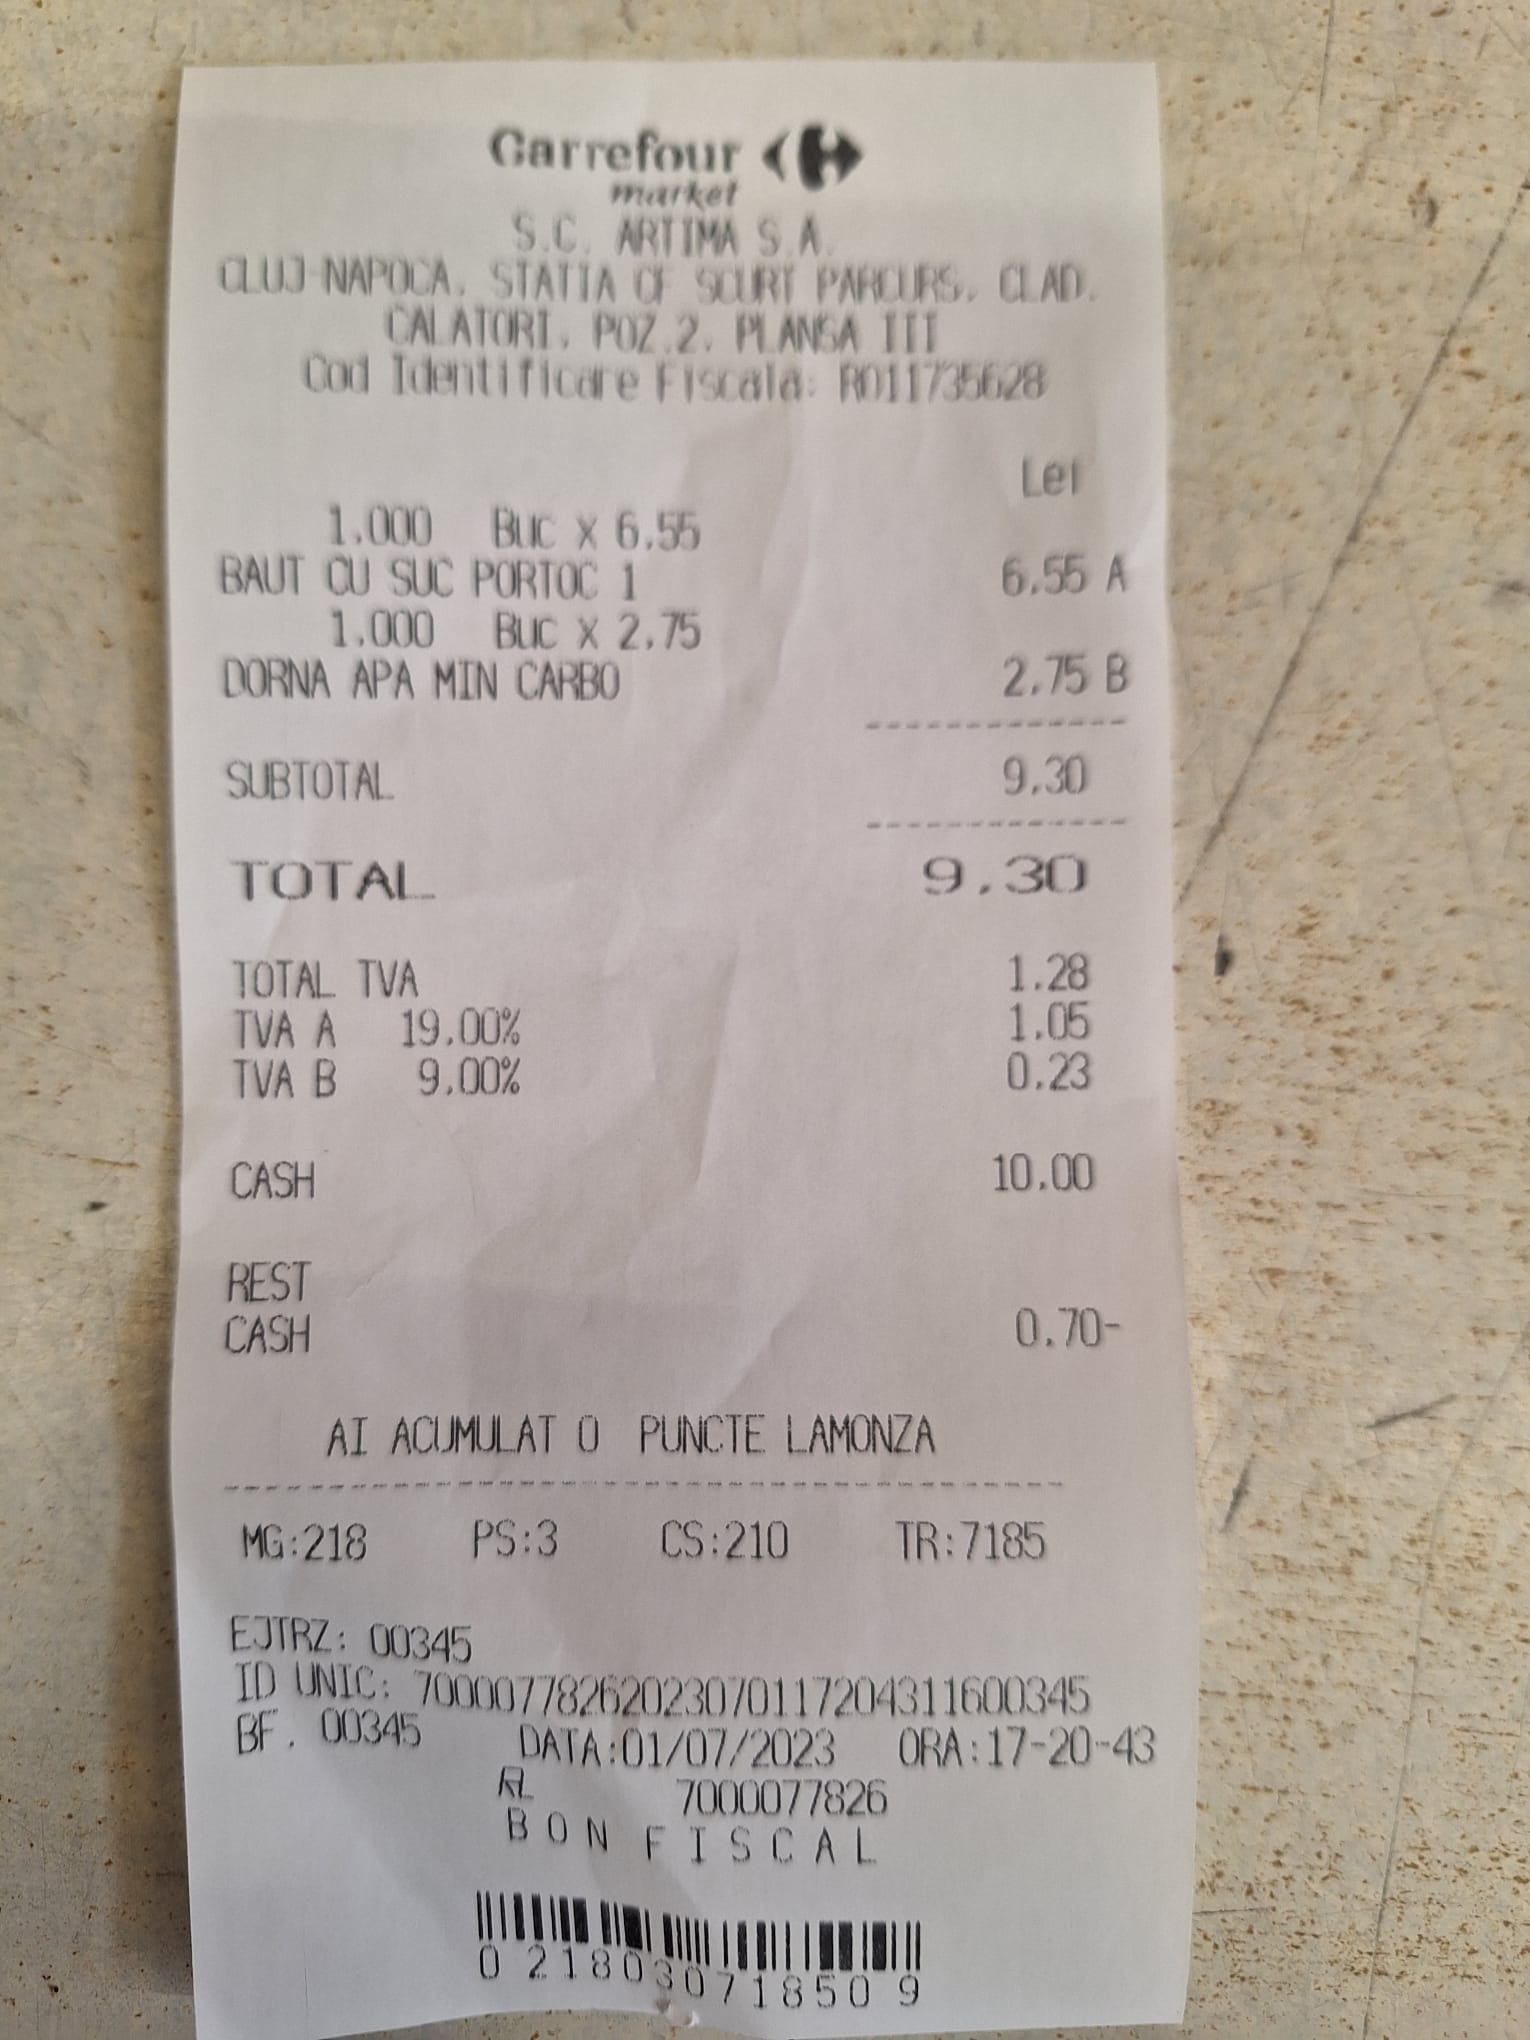 Carrefour
market
S.C. ARTIMA S.A.
CLUJ-NAPOCA, STATIA CF SCURT PARCURS, CLAD.
CALATORI, POZ.2, PLANSA III
Cod Identificare Fiscala: RO11735628
Lei
1.000 Buc x 6.55
BAUT CU SUC PORTOC 1 6.55 A
1.000 Buc x 2.75
DORNA APA MIN CARBO 2.75 B
SUBTOTAL 9.30
TOTAL 9.30
TOTAL TVA 1.28
TVA A 19.00% 1.05
TVA B 9.00% 0.23
CASH 10.00
REST
CASH 0.70-
AI ACUMULAT 0 PUNCTE LAMONZA
MG:218 PS:3 CS:210 TR:7185
EJTRZ: 00345
ID UNIC: 7000077826202307011720431160034​5
BF. 00345 DATA:01/07/2023 ORA:17-20-43
7000077826
BON FISCAL
0 218030718509